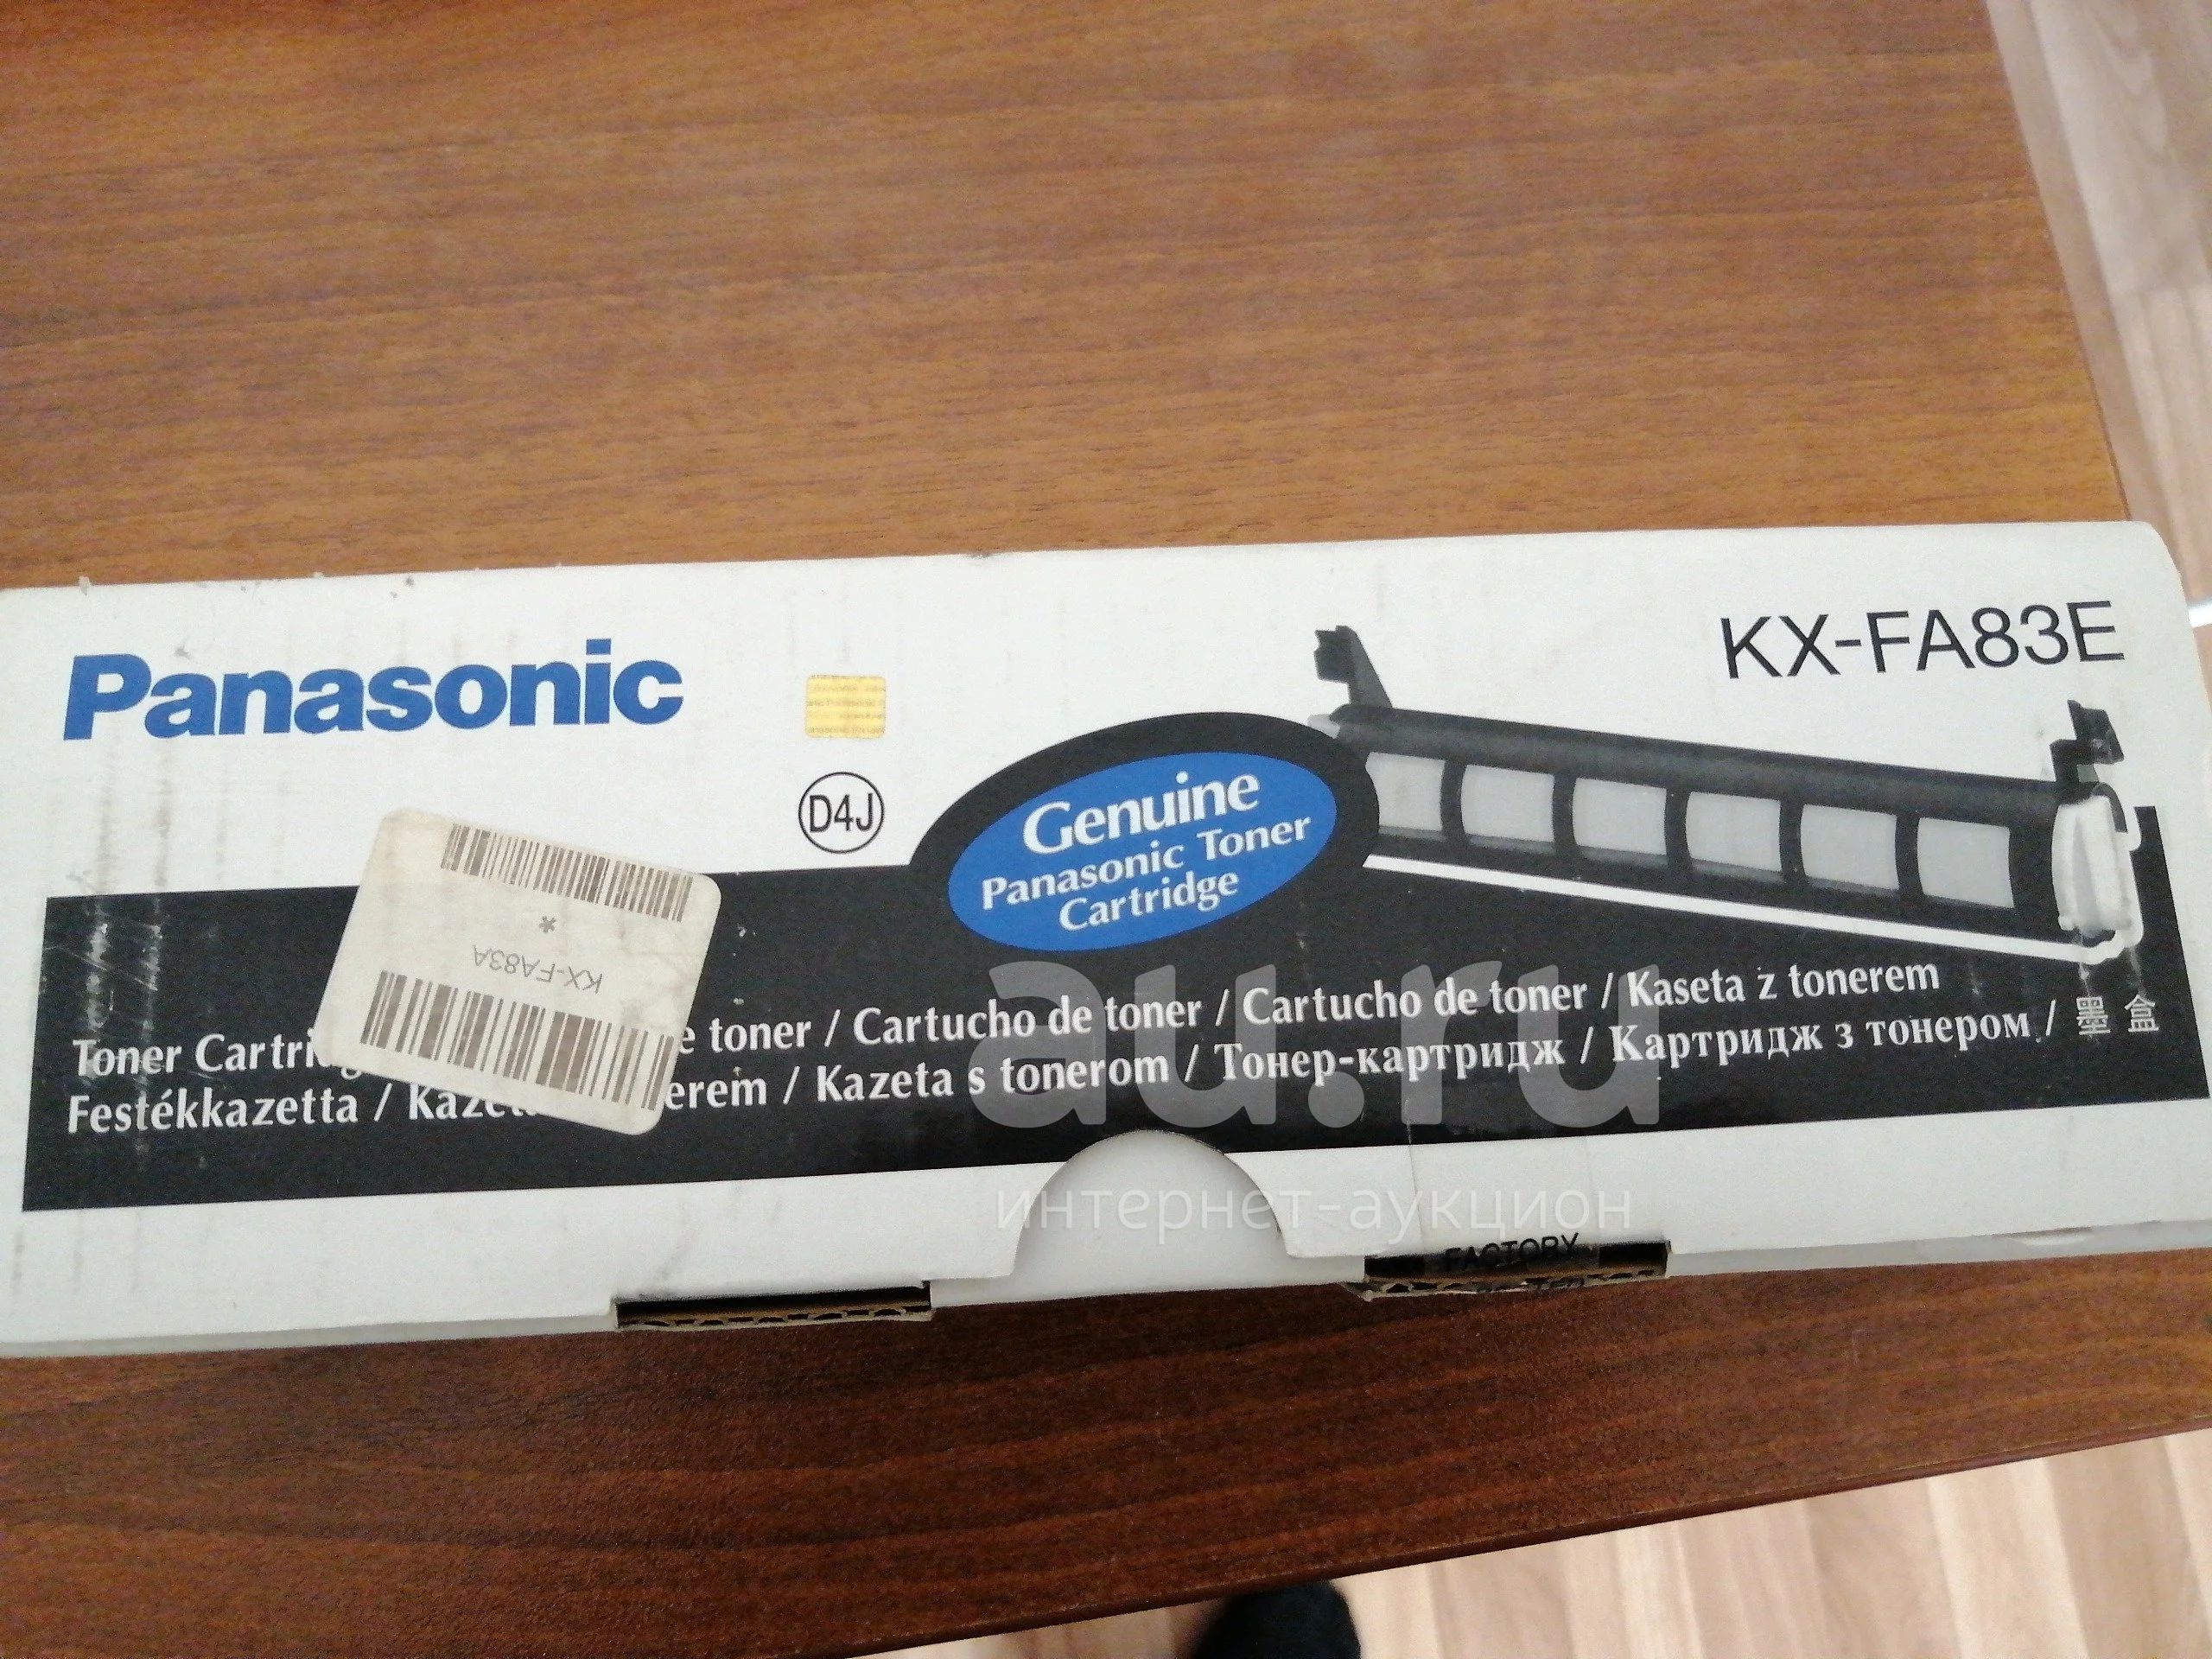 Panasonic
KX-FA83E
D4J
Genuine
Panasonic Toner
Cartridge
*
KX-FA83A
Toner Cartri e toner / Cartucho de toner / Cartucho de toner / Kaseta z tonerem
Festékkazetta / Kaze erem / Kazeta s tonerom / Тонер-картридж / Картридж з тонером / 墨盒
au.ru
интернет-аукцион
FACTORY